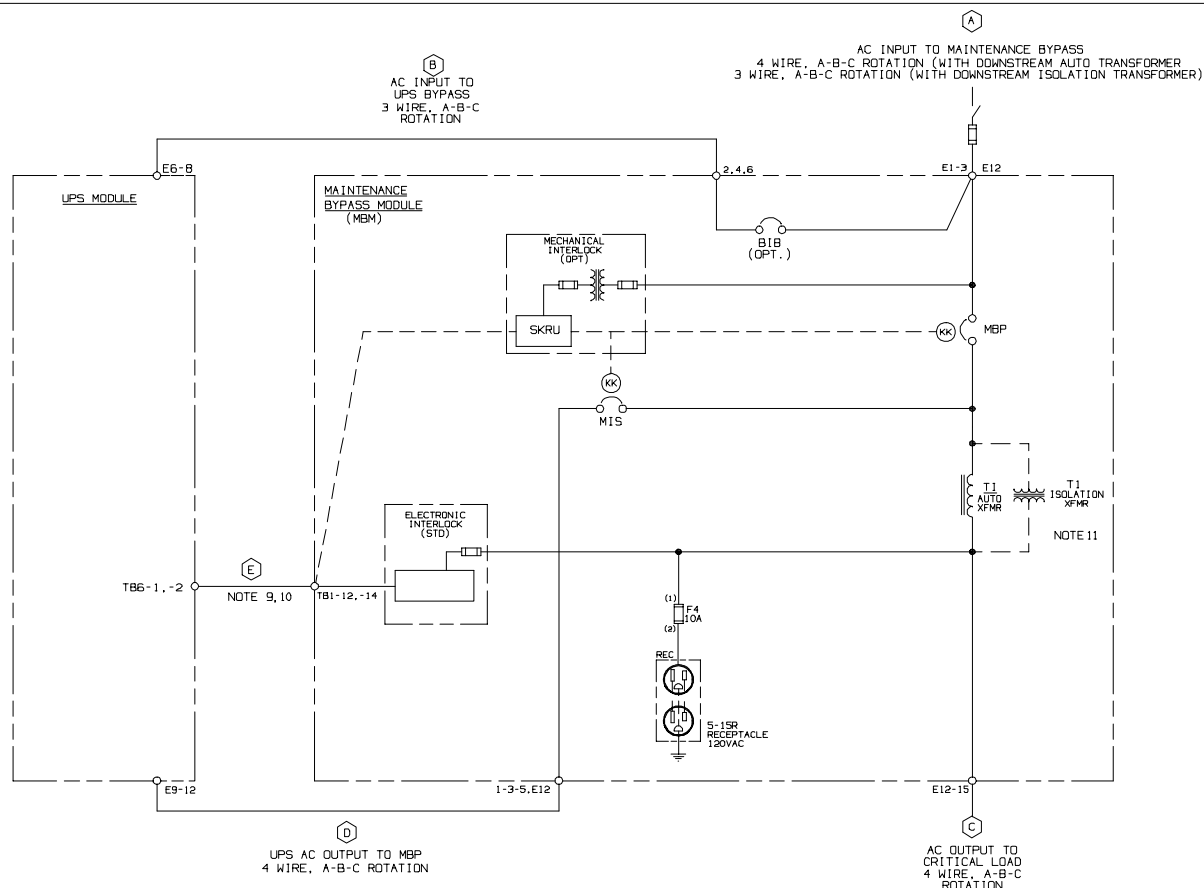 A
AC INPUT TO MAINTENANCE BYPASS
4 WIRE, A-B-C ROTATION (WITH DOWNSTREAM AUTO TRANSFORMER
3 WIRE, A-B-C ROTATION (WITH DOWNSTREAM ISOLATION TRANSFORMER)
B
AC INPUT TO
UPS BYPASS
3 WIRE, A-B-C
ROTATION
E6-8
2,4,6
E1-3
E12
UPS MODULE
MAINTENANCE
BYPASS MODULE
(MBM)
BIB
(OPT.)
MECHANICAL
INTERLOCK
(OPT)
SKRU
KK
MBP
KK
MIS
T1
AUTO
XFMR
T1
ISOLATION
XFMR
NOTE 11
ELECTRONIC
INTERLOCK
(STD)
E
TB6-1,-2
NOTE 9,10
TB1-12,-14
(1)
F4
10A
(2)
REC
5-15R
RECEPTACLE
120VAC
E9-12
1-3-5,E12
E12-15
D
UPS AC OUTPUT TO MBP
4 WIRE, A-B-C ROTATION
C
AC OUTPUT TO
CRITICAL LOAD
4 WIRE, A-B-C
ROTATION